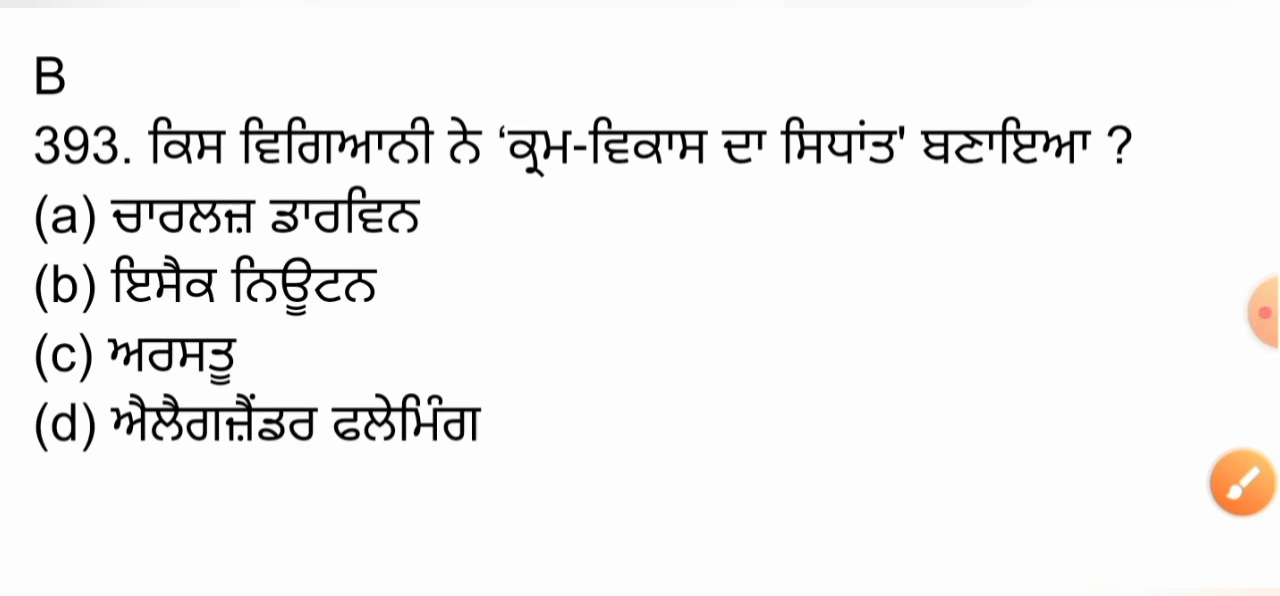 B
393. ਕਿਸ ਵਿਗਿਆਨੀ ਨੇ ‘ਕ੍ਰਮ-ਵਿਕਾਸ ਦਾ ਸਿਧਾਂਤ' ਬਣਾਇਆ ?
(a) ਚਾਰਲਜ਼ ਡਾਰਵਿਨ
(b) ਇਸੈਕ ਨਿਊਟਨ
(c) ਅਰਸਤੂ
(d) ਐਲੈਗਜ਼ੈਂਡਰ ਫਲੇਮਿੰਗ